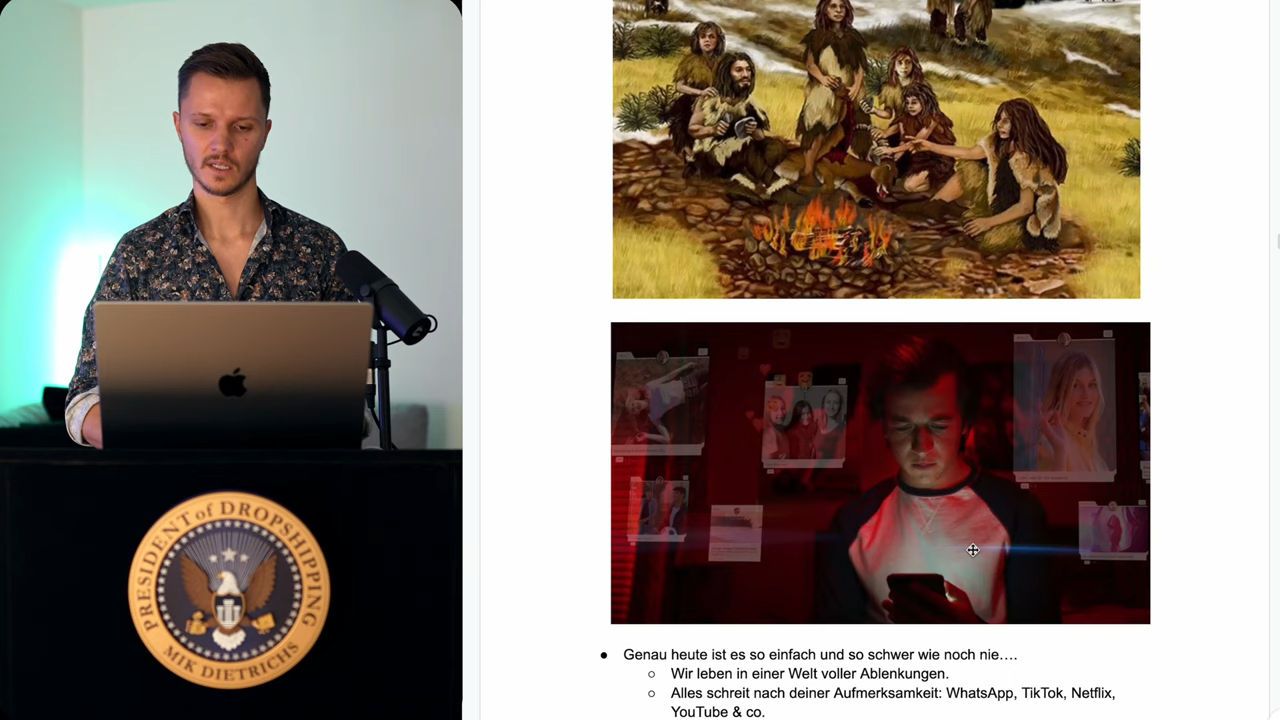 PRESIDENT of DROPSHIPPING
MIK DIETRICHS
Genau heute ist es so einfach und so schwer wie noch nie….
Wir leben in einer Welt voller Ablenkungen.
Alles schreit nach deiner Aufmerksamkeit: WhatsApp, TikTok, Netflix,
YouTube & co.